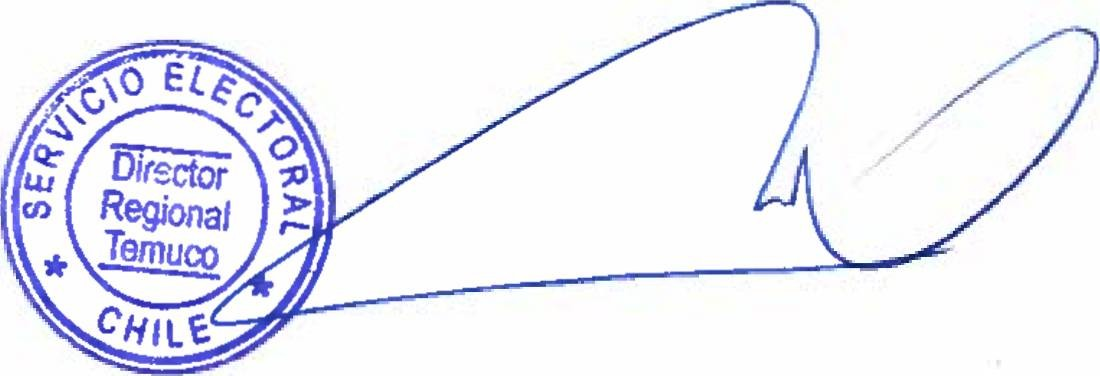 SERVICIO ELECTORAL
Director
Regional
Temuco
* CHILE *